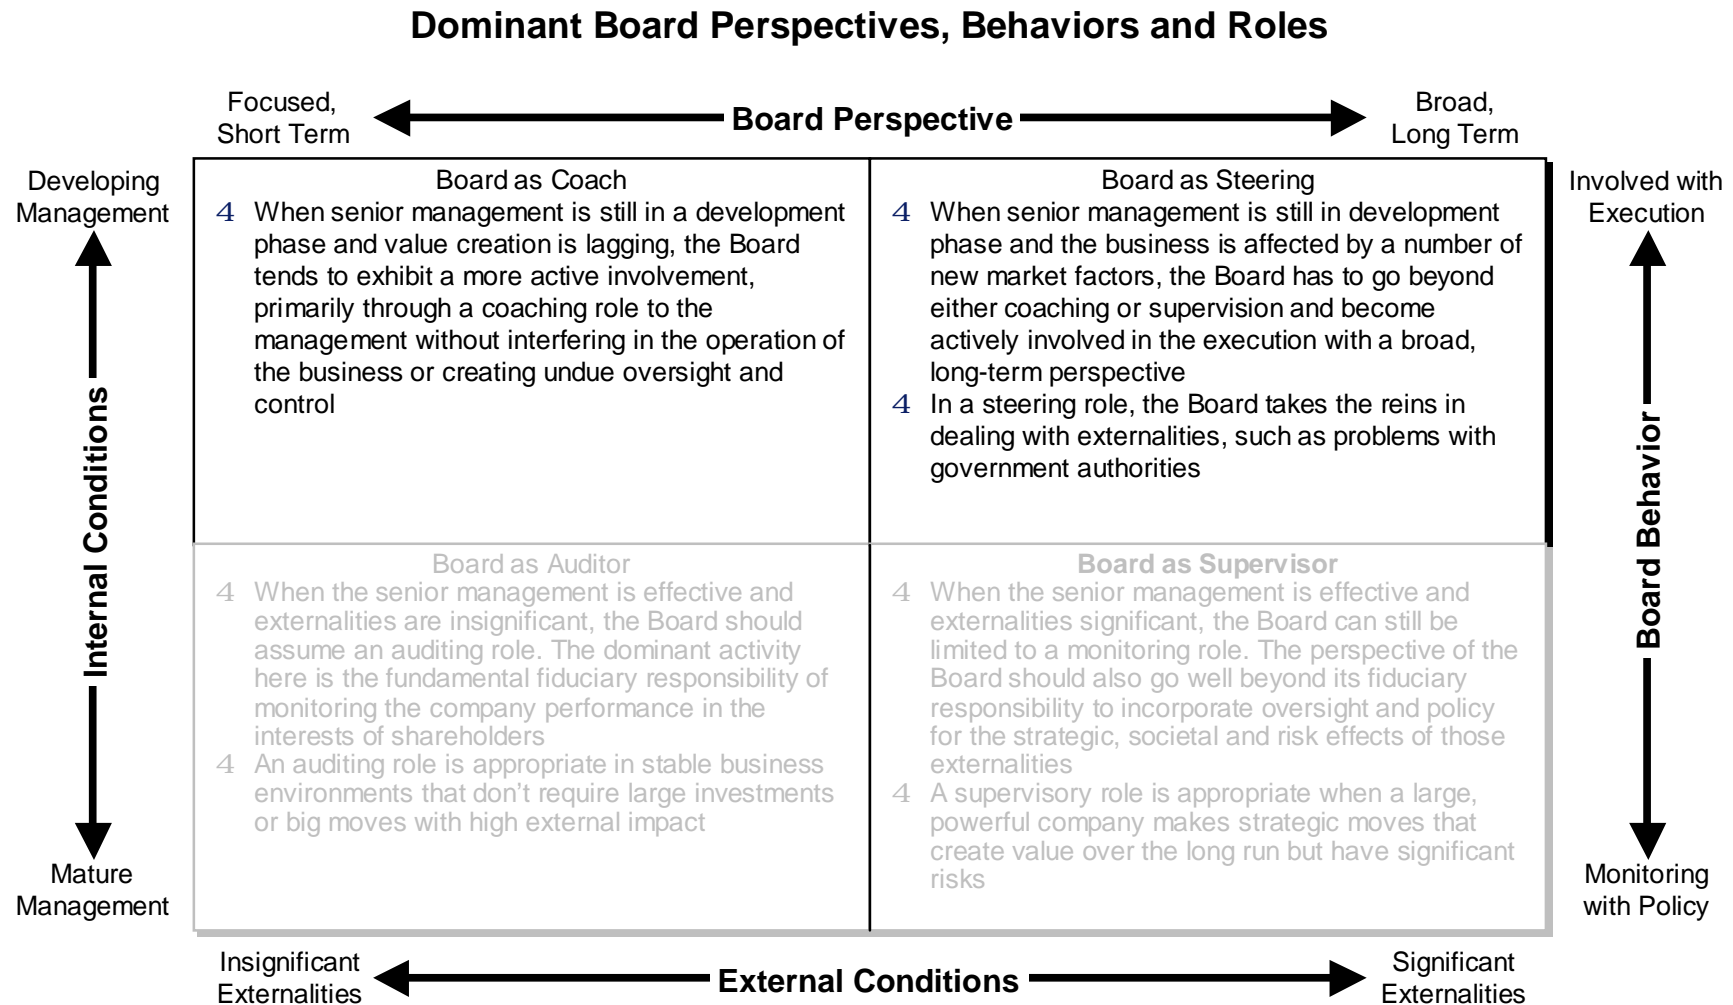 Dominant Board Perspectives, Behaviors and Roles
Focused,
Short Term
Board Perspective
Broad,
Long Term
Developing
Management
Internal Conditions
Mature
Management
Board as Coach
4 When senior management is still in a development
phase and value creation is lagging, the Board
tends to exhibit a more active involvement,
primarily through a coaching role to the
management without interfering in the operation of
the business or creating undue oversight and
control
Board as Steering
4 When senior management is still in development
phase and the business is affected by a number of
new market factors, the Board has to go beyond
either coaching or supervision and become
actively involved in the execution with a broad,
long-term perspective
4 In a steering role, the Board takes the reins in
dealing with externalities, such as problems with
government authorities
Board as Auditor
4 When the senior management is effective and
externalities are insignificant, the Board should
assume an auditing role. The dominant activity
here is the fundamental fiduciary responsibility of
monitoring the company performance in the
interests of shareholders
4 An auditing role is appropriate in stable business
environments that don’t require large investments
or big moves with high external impact
Board as Supervisor
4 When the senior management is effective and
externalities significant, the Board can still be
limited to a monitoring role. The perspective of the
Board should also go well beyond its fiduciary
responsibility to incorporate oversight and policy
for the strategic, societal and risk effects of those
externalities
4 A supervisory role is appropriate when a large,
powerful company makes strategic moves that
create value over the long run but have significant
risks
Involved with
Execution
Board Behavior
Monitoring
with Policy
Insignificant
Externalities
External Conditions
Significant
Externalities